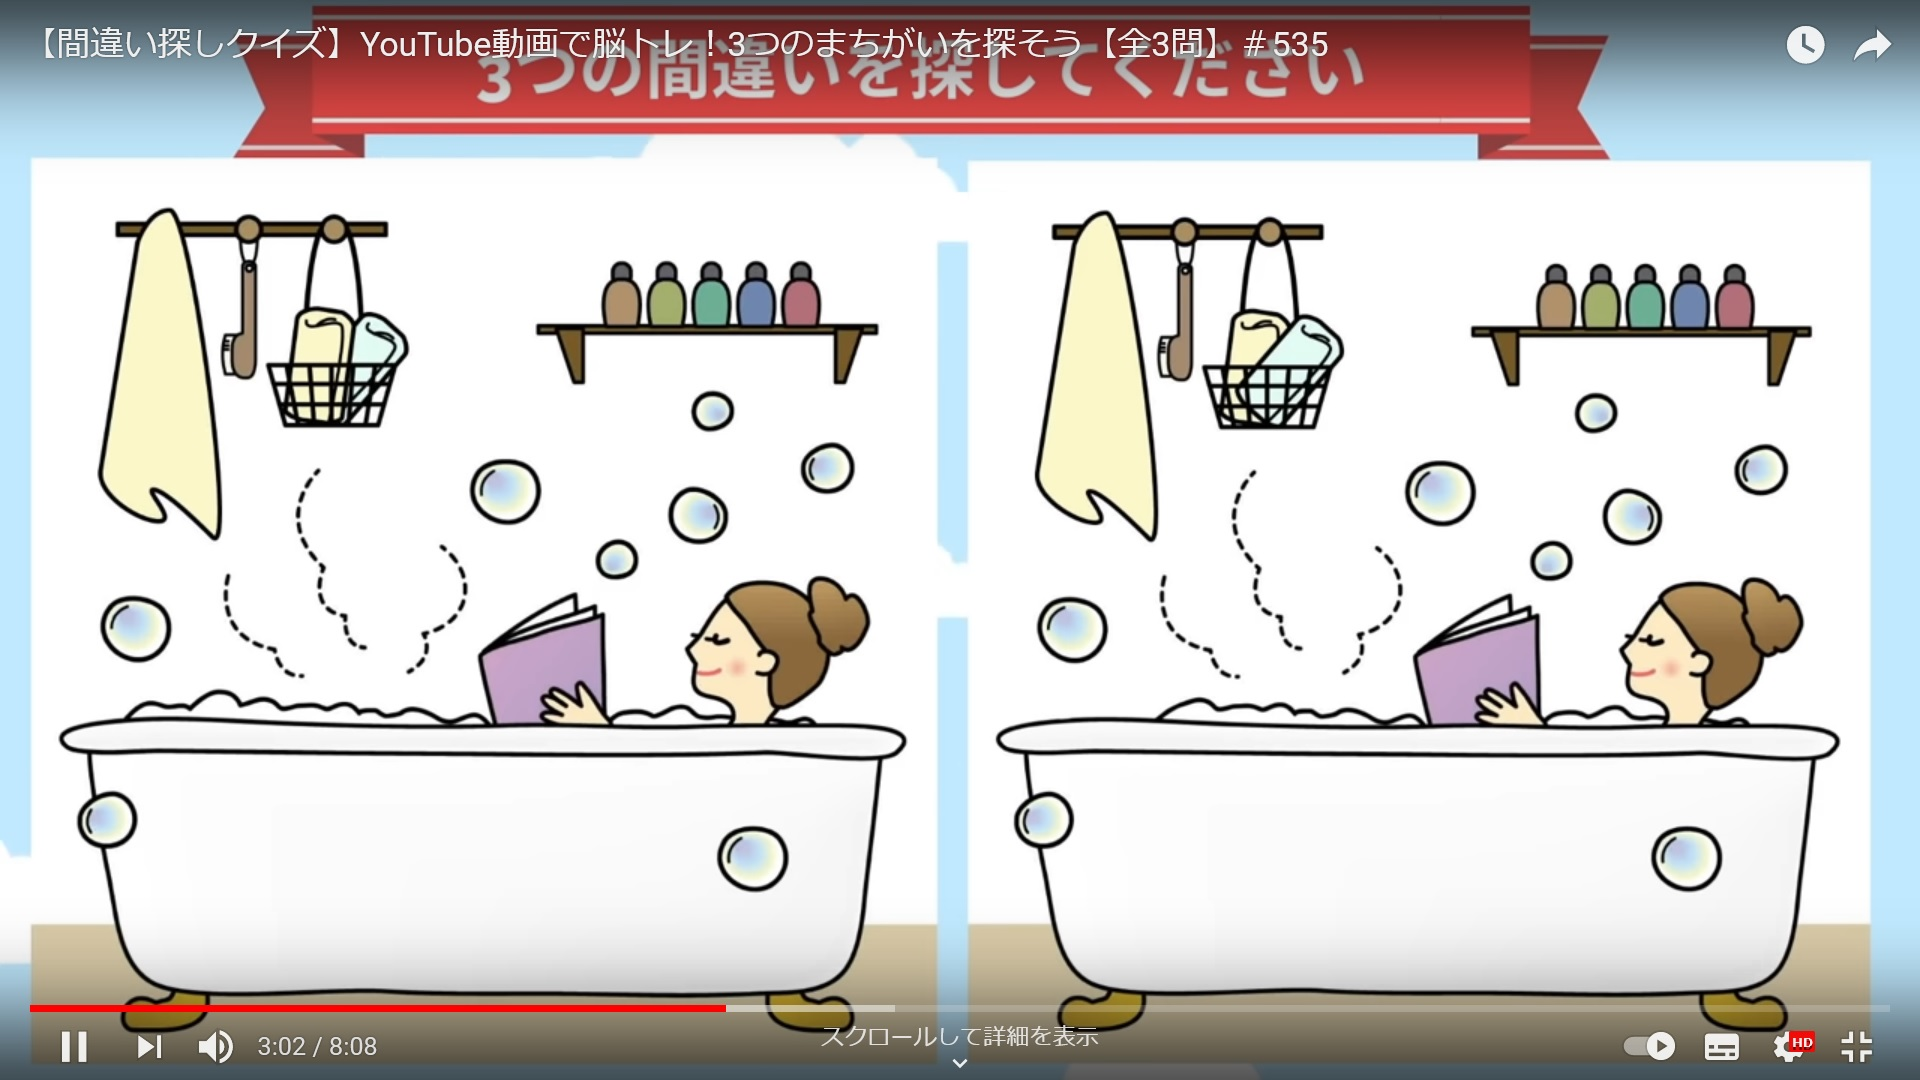 【間違い探しクイズ】YouTube動画で脳トレ！3つのまちがいを探そう【全3問】＃535
3つの間違いを探してください
3:02 / 8:08
スクロールして詳細を表示
HD